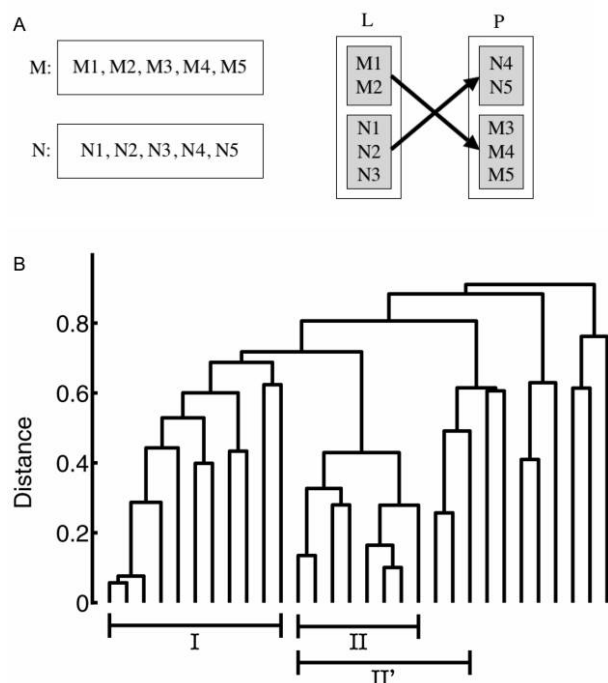 A
M: M1, M2, M3, M4, M5
N: N1, N2, N3, N4, N5
L
M1
M2
N1
N2
N3
P
N4
N5
M3
M4
M5
B
Distance
0.8
0.6
0.4
0.2
0
I
II
II'